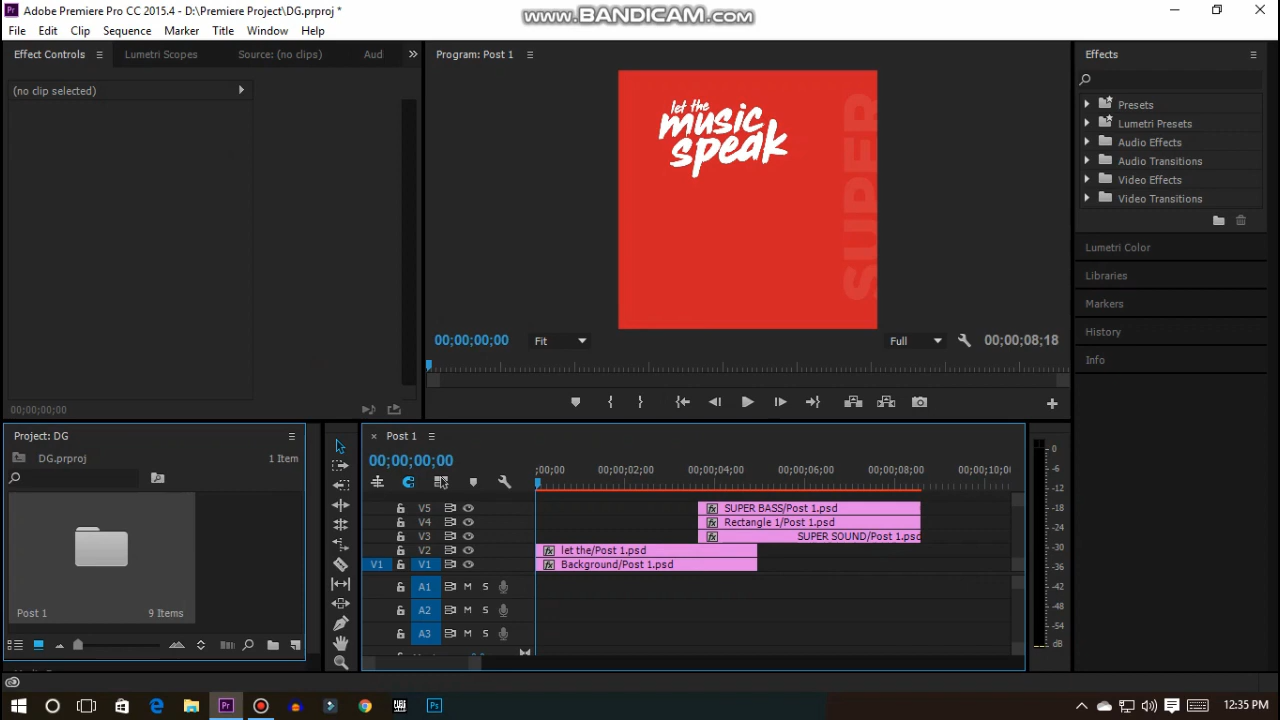 Adobe Premiere Pro CC 2015.4 - D:\Premiere Project\DG.prproj *
www.BANDICAM.com
File Edit Clip Sequence Marker Title Window Help
Effect Controls Lumetri Scopes Source: (no clips) Aud
Program: Post 1
Effects
(no clip selected)
let the
music
speak
SUPER
Presets
Lumetri Presets
Audio Effects
Audio Transitions
Video Effects
Video Transitions
Lumetri Color
Libraries
Markers
History
Info
00;00;00;00 Fit Full 00;00;08;18
00;00;00;00
Project: DG
DG.prproj 1 Item
Post 1 9 Items
Post 1
00;00;00;00
;00;00 00;00;02;00 00;00;04;00 00;00;06;00 00;00;08;00 00;00;10;0
V5 SUPER BASS/Post 1.psd
V4 Rectangle 1/Post 1.psd
V3 SUPER SOUND/Post 1.psd
V2 let the/Post 1.psd
V1 V1 Background/Post 1.psd
A1 M S
A2 M S
A3 M S
0
-6
-12
-18
-24
-30
-36
-42
-48
-54
dB
12:35 PM